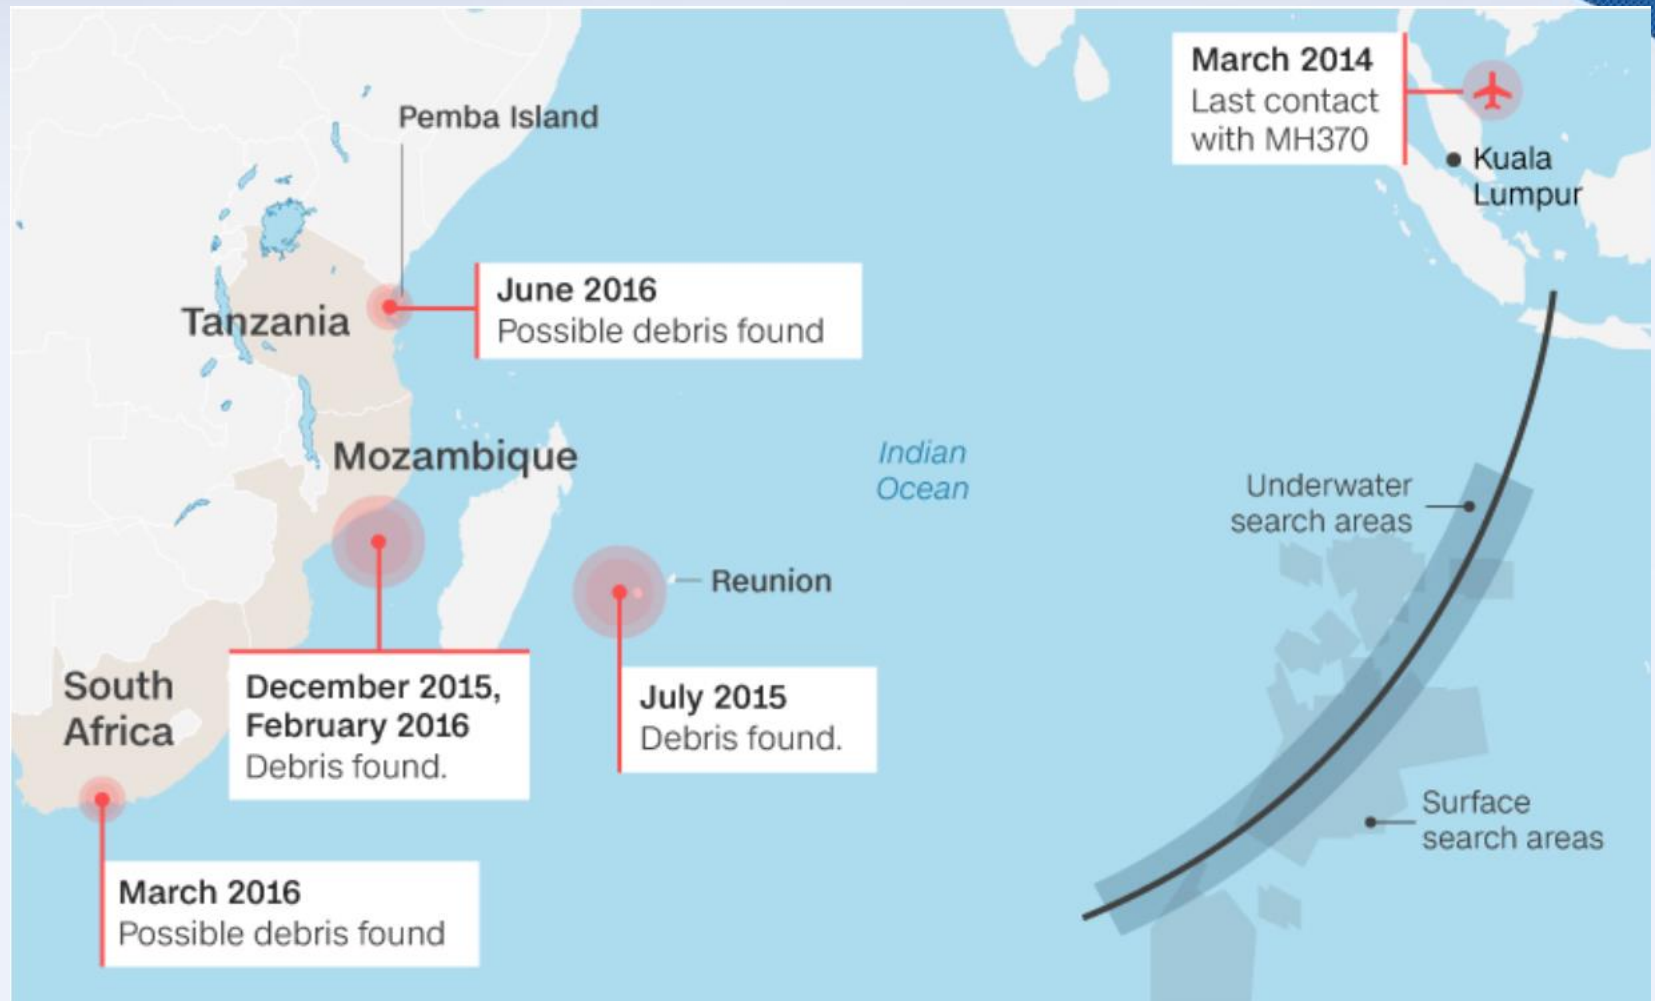 March 2014
Last contact
with MH370
Kuala
Lumpur
Pemba Island
June 2016
Possible debris found
Tanzania
Mozambique
Indian
Ocean
Underwater
search areas
Reunion
South
Africa
December 2015,
February 2016
Debris found.
July 2015
Debris found.
Surface
search areas
March 2016
Possible debris found